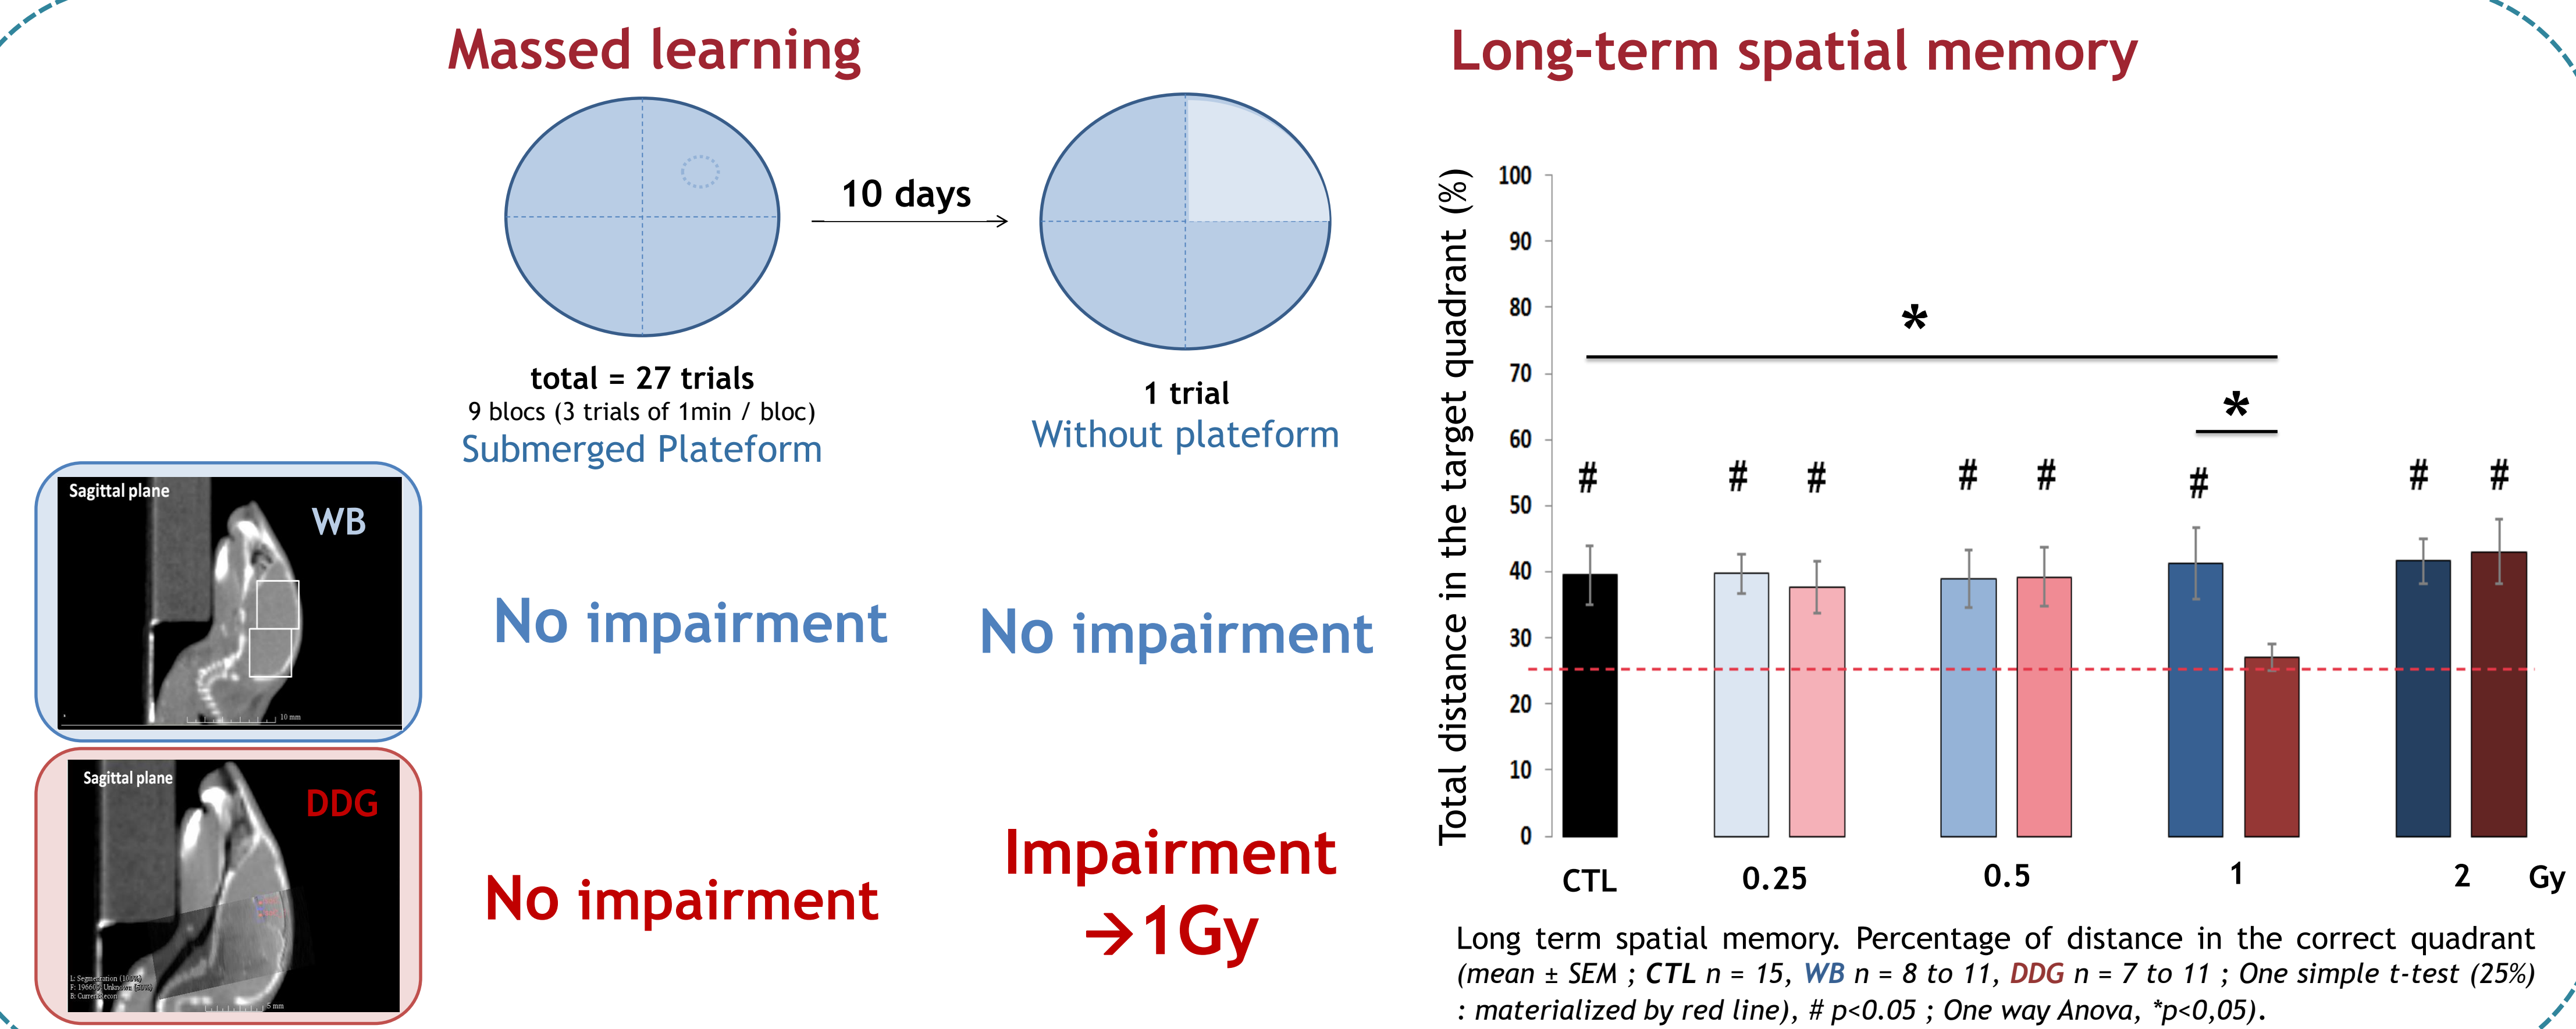 Massed learning
10 days
total = 27 trials
9 blocs (3 trials of 1min / bloc)
Submerged Plateform
1 trial
Without plateform
Sagittal plane
WB
10 mm
No impairment
No impairment
Sagittal plane
DDG
5 mm
No impairment
Impairment
→1Gy
Long-term spatial memory
Total distance in the target quadrant (%)
100
90
80
70
60
50
40
30
20
10
0
*
*
# # # # # # # #
CTL 0.25 0.5 1 2 Gy
Long term spatial memory. Percentage of distance in the correct quadrant
(mean ± SEM ; CTL n = 15, WB n = 8 to 11, DDG n = 7 to 11 ; One simple t-test (25%)
: materialized by red line), # p<0.05 ; One way Anova, *p<0,05).